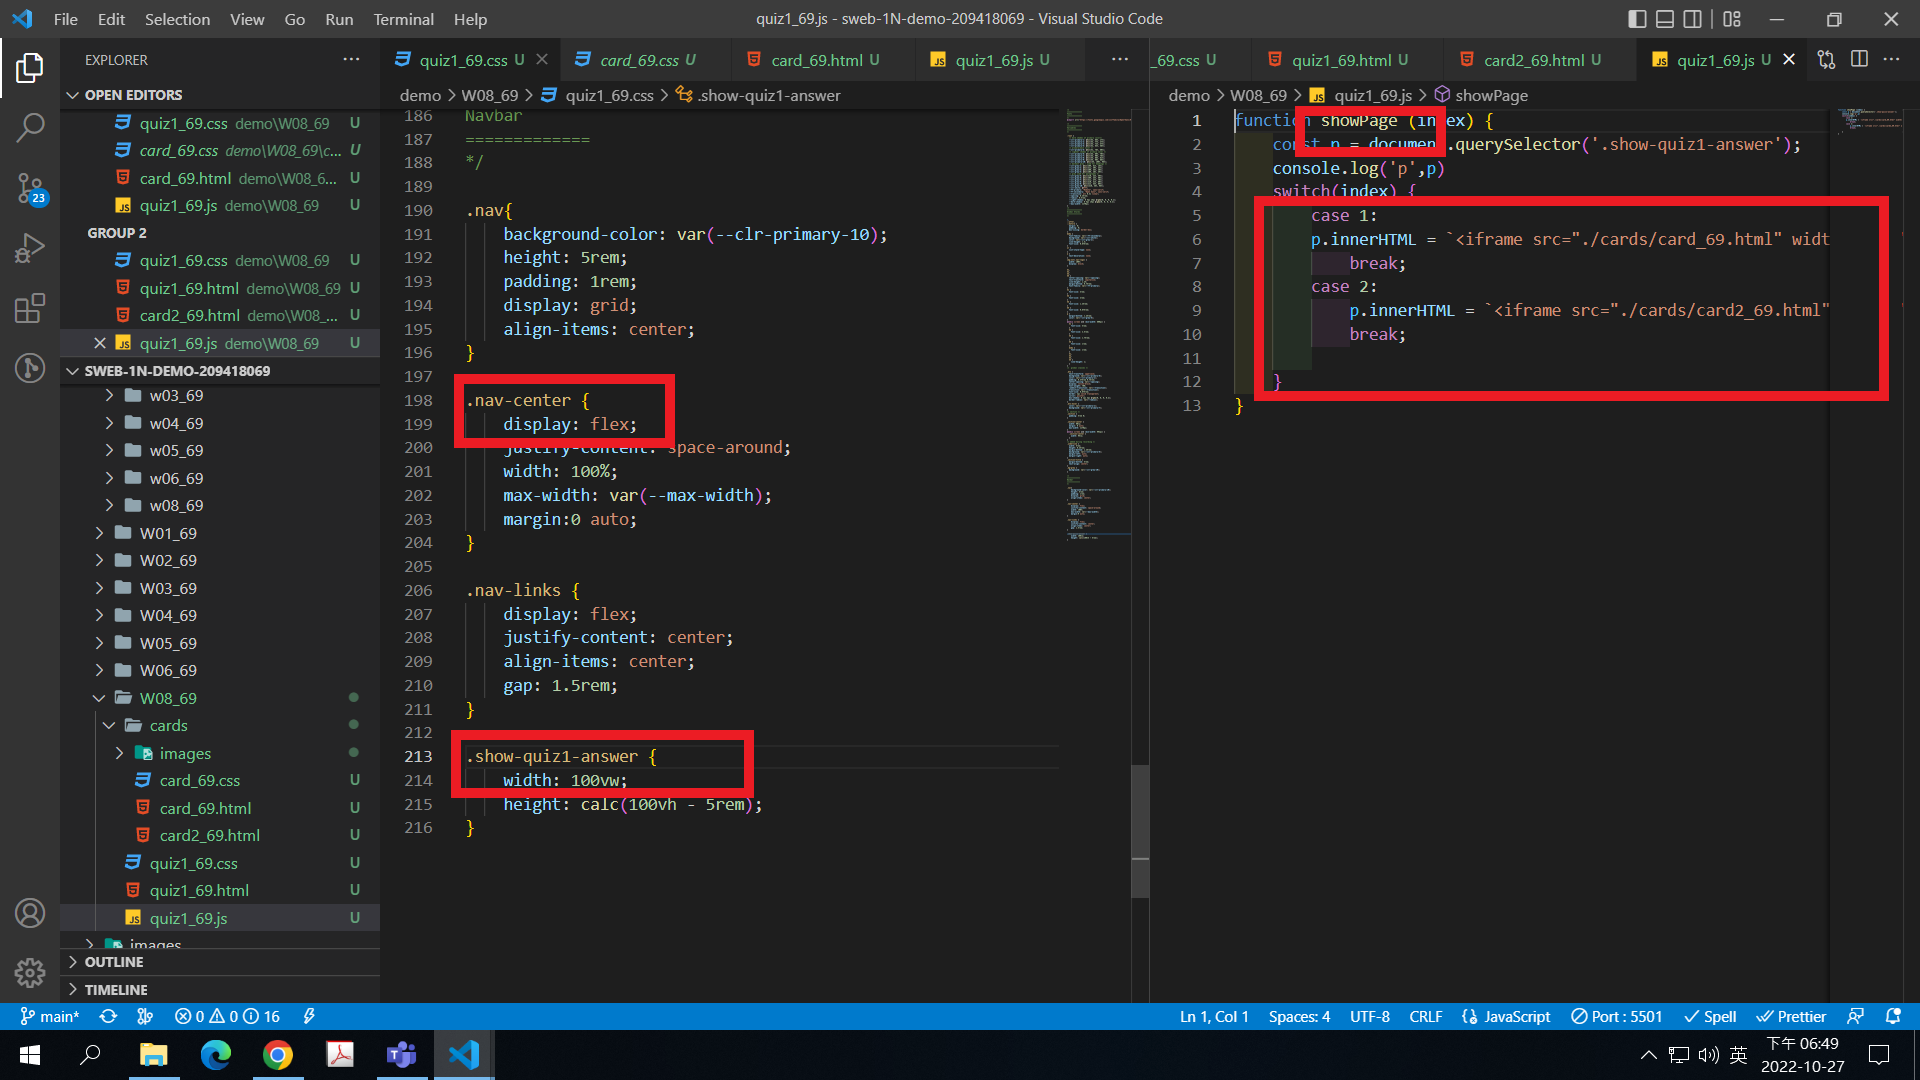 File Edit Selection View Go Run Terminal Help
quiz1_69.js - sweb-1N-demo-209418069 - Visual Studio Code
EXPLORER
OPEN EDITORS
quiz1_69.css demo\W08_69 U
card_69.css demo\W08_69\c... U
card_69.html demo\W08_6... U
quiz1_69.js demo\W08_69 U
GROUP 2
quiz1_69.css demo\W08_69 U
quiz1_69.html demo\W08_69 U
card2_69.html demo\W08_... U
quiz1_69.js demo\W08_69 U
SWEB-1N-DEMO-209418069
w03_69
w04_69
w05_69
w06_69
w08_69
W01_69
W02_69
W03_69
W04_69
W05_69
W06_69
W08_69
cards
images
card_69.css U
card_69.html U
card2_69.html U
quiz1_69.css U
quiz1_69.html U
quiz1_69.js U
images
OUTLINE
TIMELINE
23
quiz1_69.css U
card_69.css U
card_69.html U
quiz1_69.js U
demo > W08_69 > quiz1_69.css > .show-quiz1-answer
186 Navbar
187 =============
188 */
189
190 .nav{
191 background-color: var(--clr-primary-10);
192 height: 5rem;
193 padding: 1rem;
194 display: grid;
195 align-items: center;
196 }
197
198 .nav-center {
199 display: flex;
200 justify-content: space-around;
201 width: 100%;
202 max-width: var(--max-width);
203 margin:0 auto;
204 }
205
206 .nav-links {
207 display: flex;
208 justify-content: center;
209 align-items: center;
210 gap: 1.5rem;
211 }
212
213 .show-quiz1-answer {
214 width: 100vw;
215 height: calc(100vh - 5rem);
216 }
_69.css U
quiz1_69.html U
card2_69.html U
quiz1_69.js U
demo > W08_69 > quiz1_69.js > showPage
1 function showPage (index) {
2 const p = document.querySelector('.show-quiz1-answer');
3 console.log('p',p)
4 switch(index) {
5 case 1:
6 p.innerHTML = `<iframe src="./cards/card_69.html" widt
7 break;
8 case 2:
9 p.innerHTML = `<iframe src="./cards/card2_69.html"
10 break;
11
12 }
13 }
main* 0 0 16
Ln 1, Col 1 Spaces: 4 UTF-8 CRLF JavaScript Port : 5501 Spell Prettier
英
下午 06:49
2022-10-27